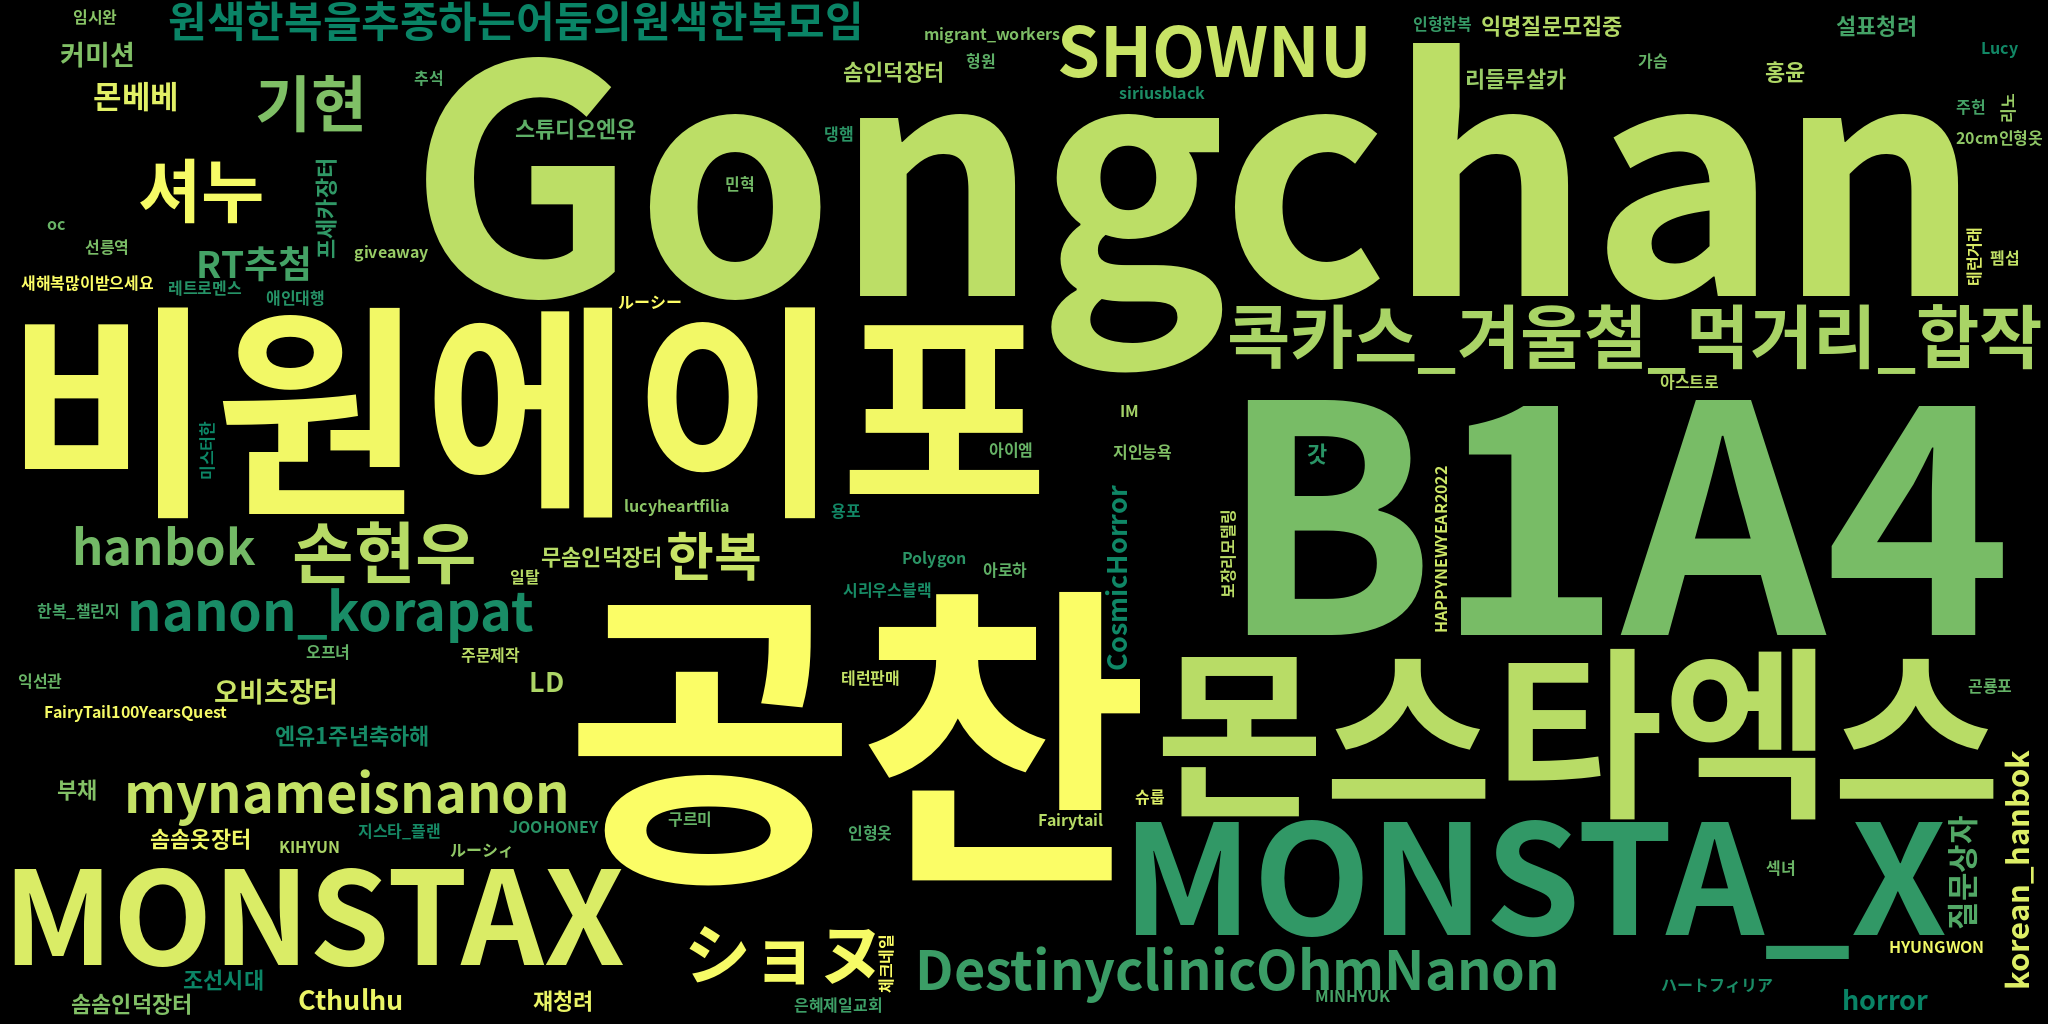 임시완
원색한복을추종하는어둠의원색한복모임
migrant_workers
SHOWNU
인형한복
익명질문모집중
설표청려
Lucy
커미션
솜인덕장터
형원
가슴
홍윤
몬베베
기현
추석
siriusblack
리들루살카
주헌
리노
20cm인형옷
스튜디오엔유
댕햄
Gongchan
민혁
셔누
프세카장터
oc
선릉역
RT추첨
giveaway
테런거래
펨섭
새해복많이받으세요
레트로멘스
애인대행
ルーシー
비원에이포
콕카스_겨울철_먹거리_합작
아스트로
IM
미스터한
아이엠
지인능욕
갓
B1A4
HAPPYNEWYEAR2022
lucyheartfilia
용포
CosmicHorror
보장리모델링
hanbok
손현우
무솜인덕장터
한복
일탈
Polygon
아로하
시리우스블랙
한복_챌린지
nanon_korapat
오프녀
주문제작
익선관
오비츠장터
LD
공찬
테런판매
몬스타엑스
곤룡포
FairyTail100YearsQuest
엔유1주년축하해
부채
mynameisnanon
슈룹
korean_hanbok
솜솜옷장터
지스타_플랜
JOOHONEY
구르미
인형옷
Fairytail
KIHYUN
ルーシィ
MONSTA_X
섹녀
질문상자
MONSTAX
ショヌ
체크네일
DestinyclinicOhmNanon
HYUNGWON
조선시대
솜솜인덕장터
Cthulhu
재청려
은혜제일교회
MINHYUK
ハートフィリア
horror